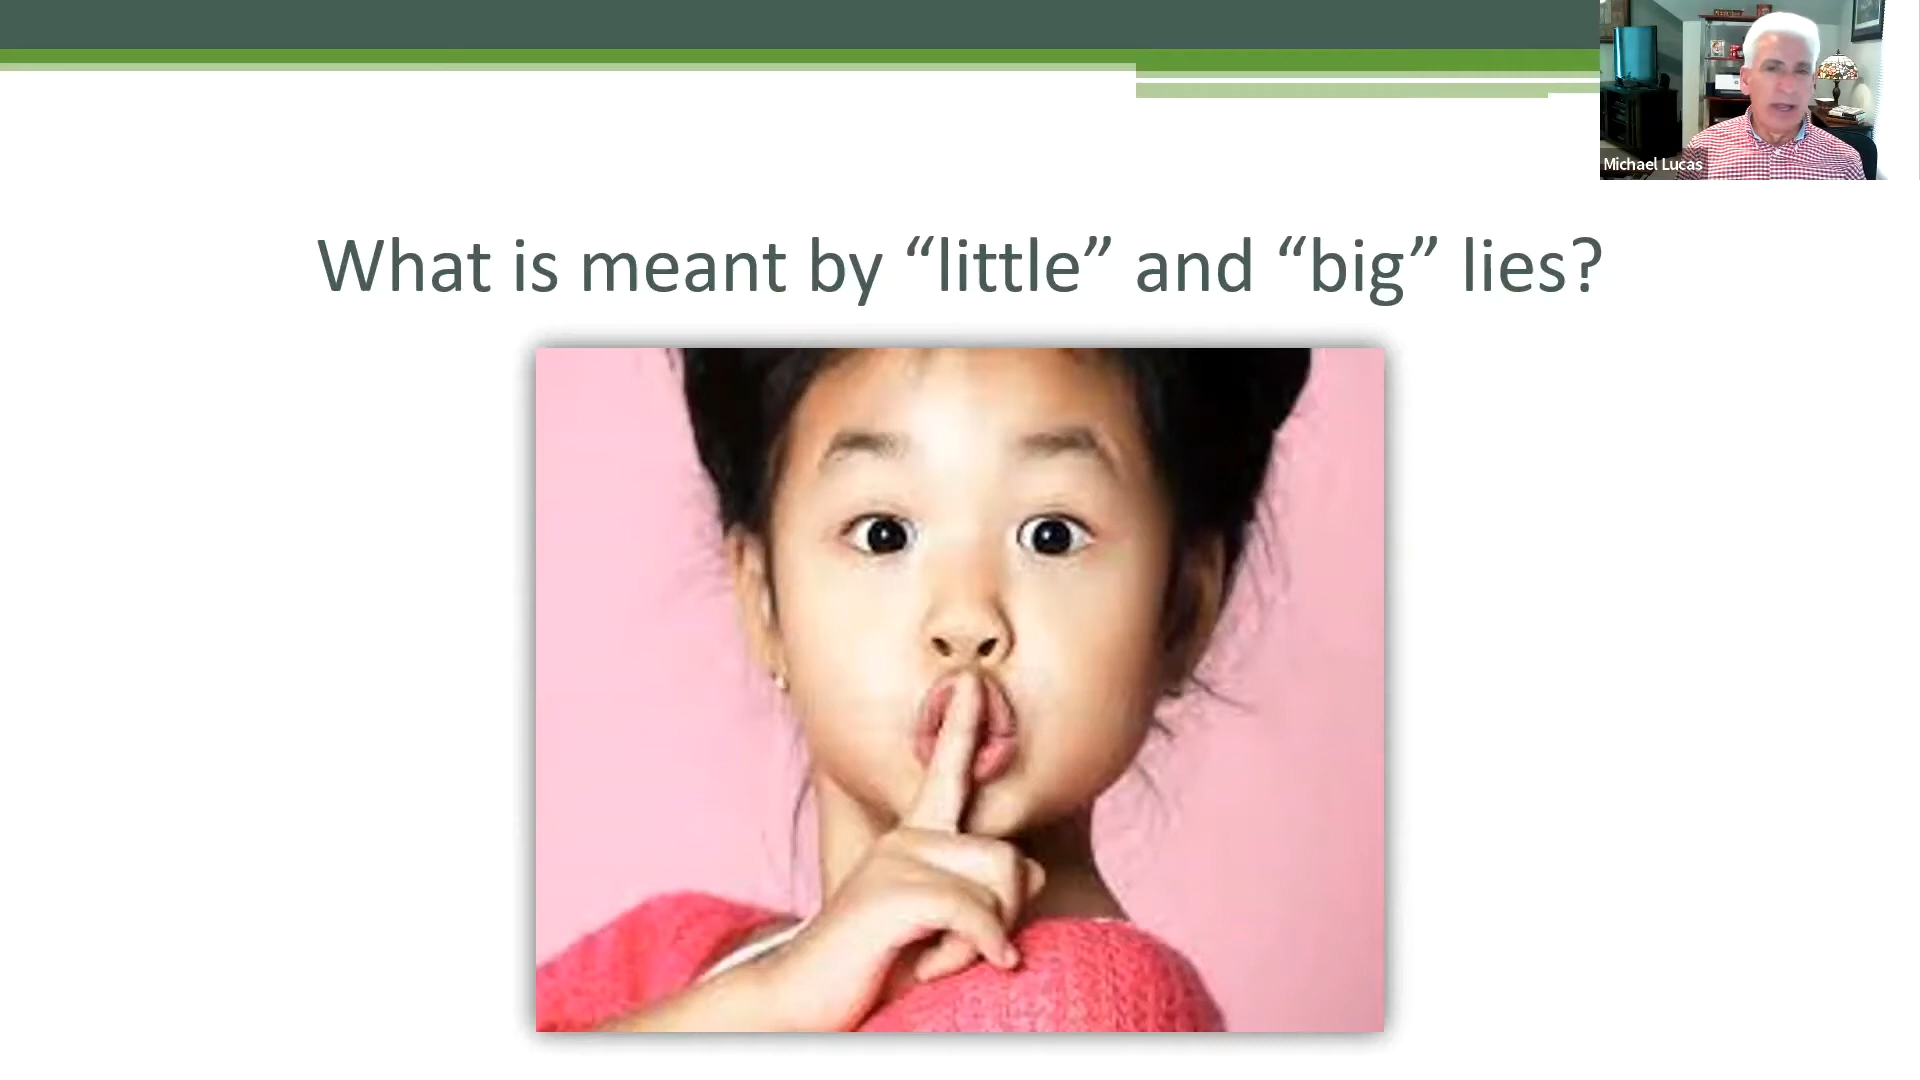 Michael Lucas
What is meant by “little” and “big” lies?